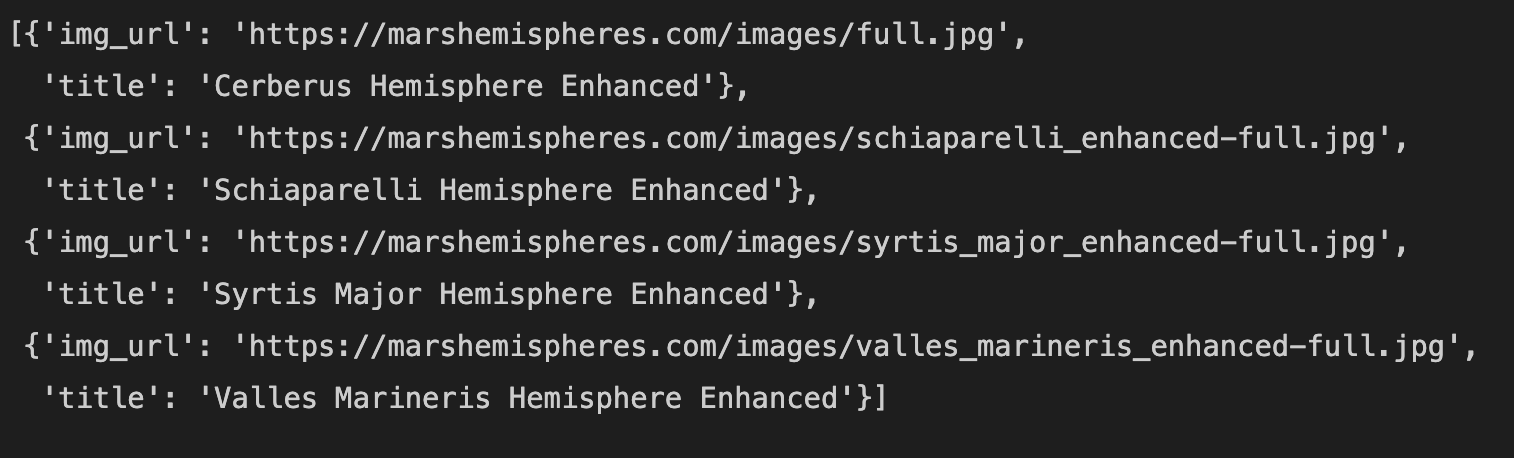 [{'img_url': 'https://marshemispheres.com/images/full.jpg',
'title': 'Cerberus Hemisphere Enhanced'},
{'img_url': 'https://marshemispheres.com/images/schiaparelli_enhanced-full.jpg',
'title': 'Schiaparelli Hemisphere Enhanced'},
{'img_url': 'https://marshemispheres.com/images/syrtis_major_enhanced-full.jpg',
'title': 'Syrtis Major Hemisphere Enhanced'},
{'img_url': 'https://marshemispheres.com/images/valles_marineris_enhanced-full.jpg',
'title': 'Valles Marineris Hemisphere Enhanced'}]